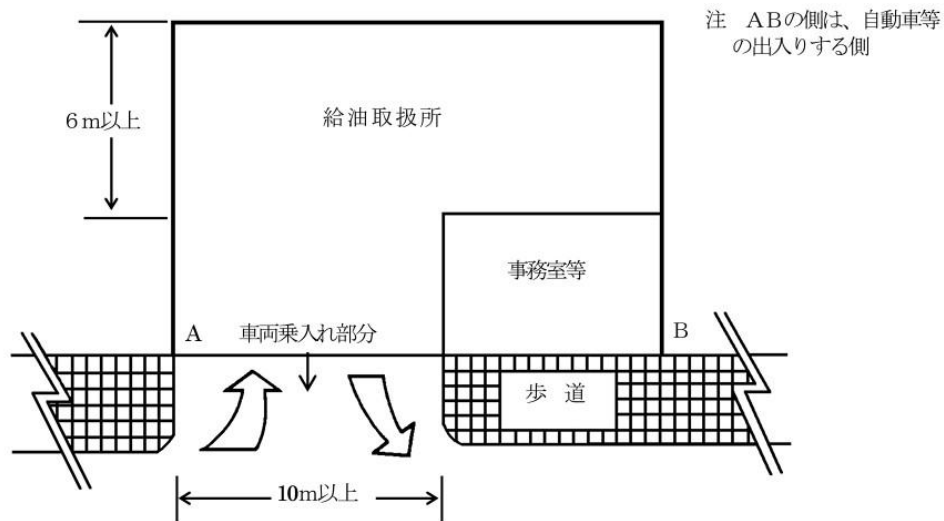 注　ＡＢの側は、自動車等
の出入りする側
６ｍ以上
給油取扱所
事務室等
A
車両乗入れ部分
B
歩　道
10ｍ以上